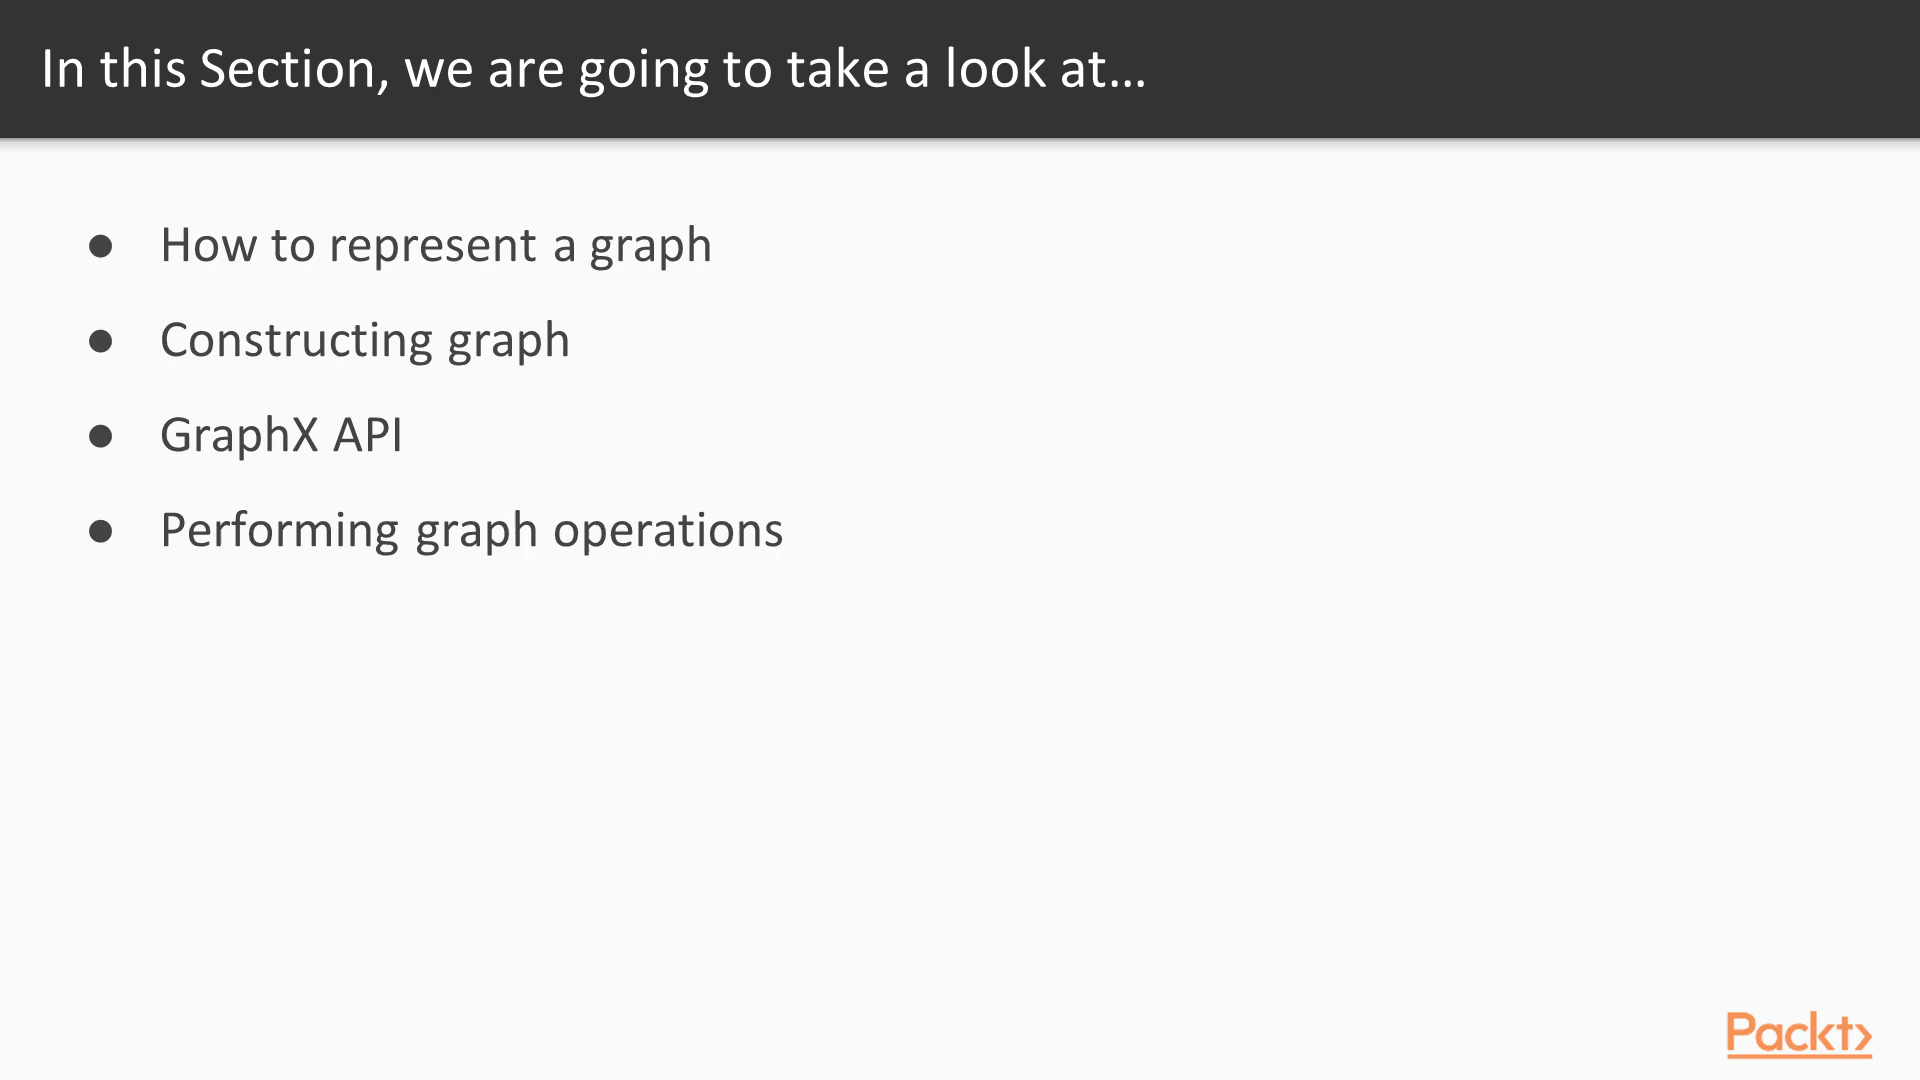 In this Section, we are going to take a look at…
● How to represent a graph
● Constructing graph
● GraphX API
● Performing graph operations
Packt>